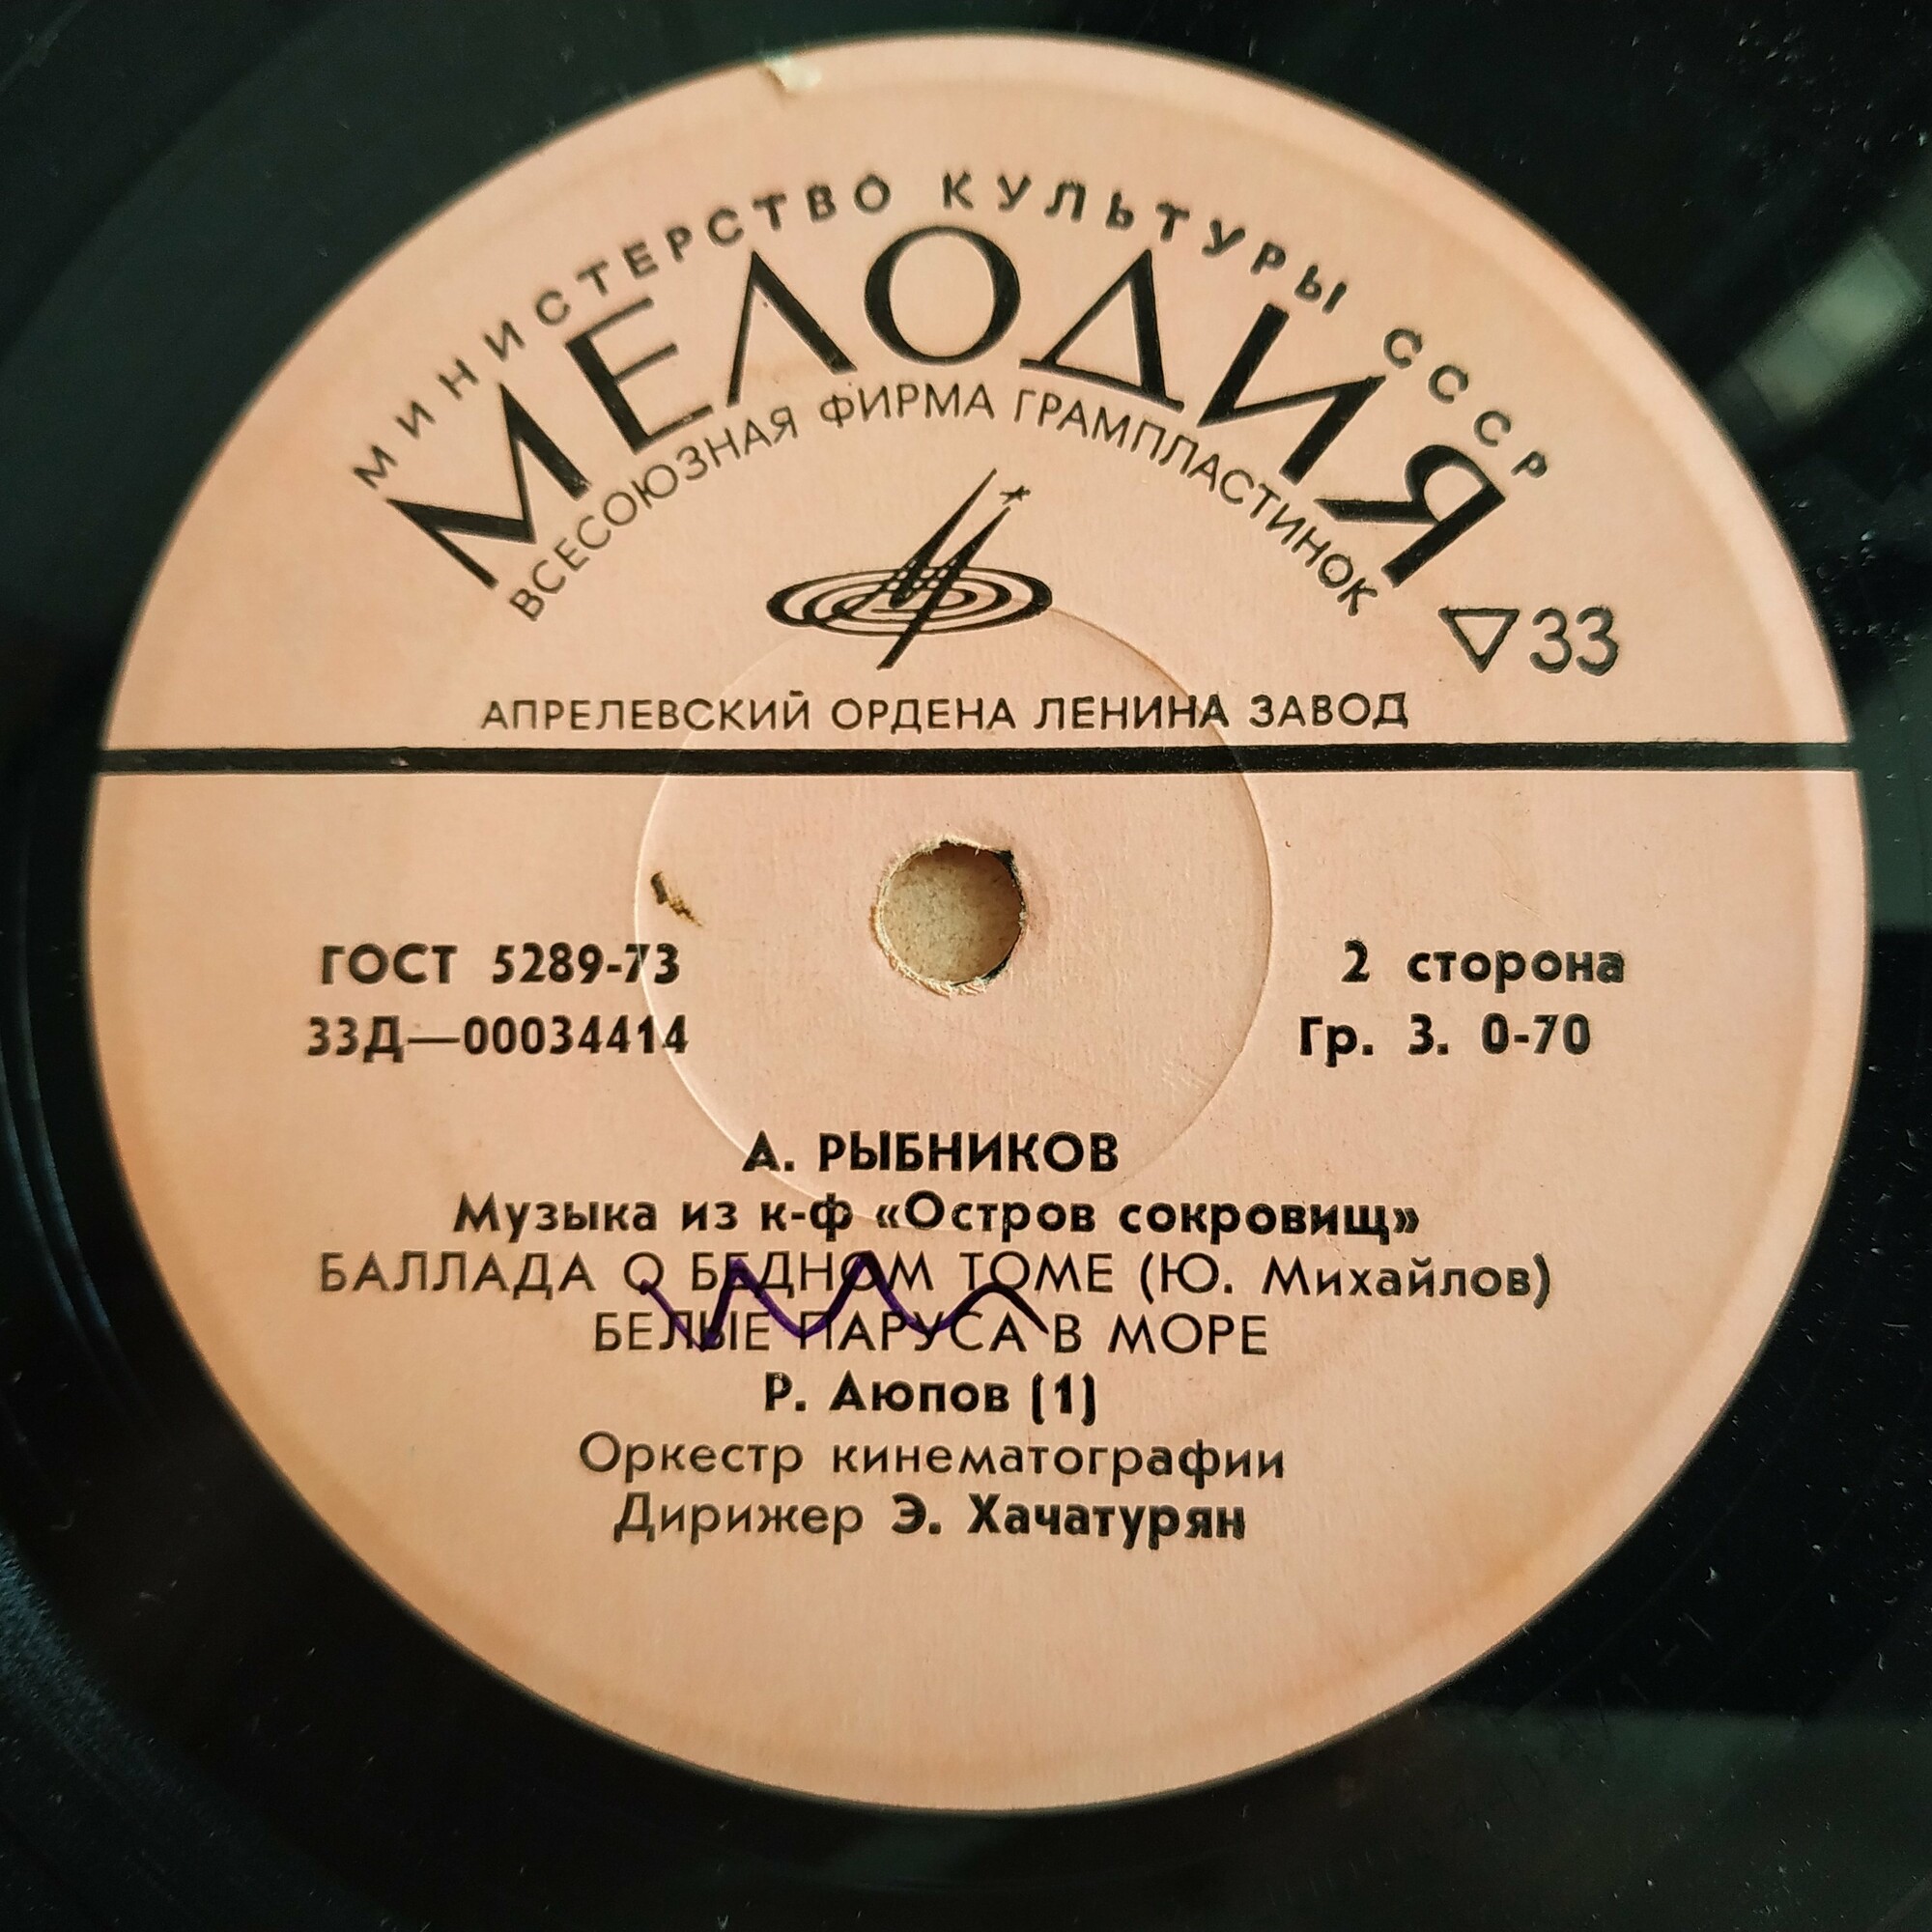 МИНИСТЕРСТВО КУЛЬТУРЫ СССР
МЕЛОДИЯ
ВСЕСОЮЗНАЯ ФИРМА ГРАМПЛАСТИНОК
33
АПРЕЛЕВСКИЙ ОРДЕНА ЛЕНИНА ЗАВОД
ГОСТ 5289-73
2 сторона
33Д—00034414
Гр. 3. 0-70
А. РЫБНИКОВ
Музыка из к-ф «Остров сокровищ»
БАЛЛАДА О БЕДНОМ ТОМЕ (Ю. Михайлов)
БЕЛЫЕ ПАРУСА В МОРЕ
Р. Аюпов (1)
Оркестр кинематографии
Дирижер Э. Хачатурян